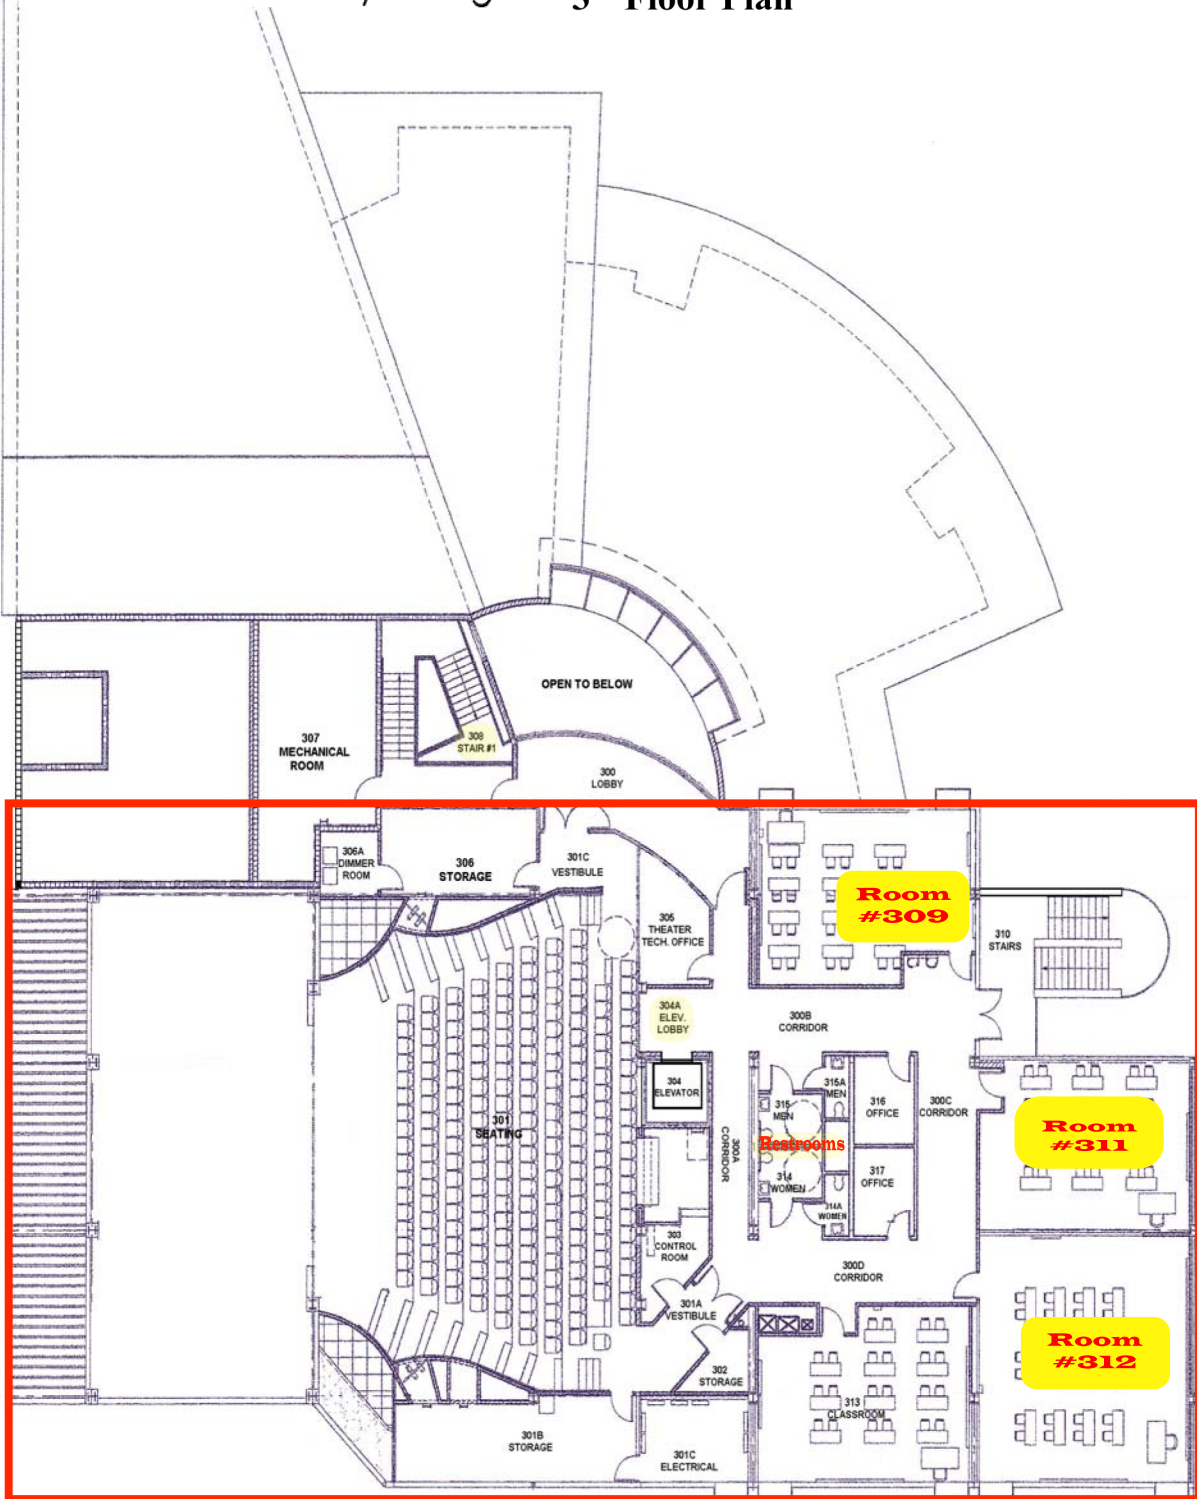 3 Floor Plan
OPEN TO BELOW
308
STAIR #1
307
MECHANICAL
ROOM
300
LOBBY
306A
DIMMER
ROOM
306
STORAGE
301C
VESTIBULE
Room
#309
305
THEATER
TECH. OFFICE
310
STAIRS
304A
ELEV.
LOBBY
300B
CORRIDOR
304
ELEVATOR
315A
MEN
315
MEN
316
OFFICE
300C
CORRIDOR
301
SEATING
300A
CORRIDOR
Restrooms
Room
#311
314
WOMEN
317
OFFICE
314A
WOMEN
303
CONTROL
ROOM
300D
CORRIDOR
301A
VESTIBULE
Room
#312
302
STORAGE
313
CLASSROOM
301B
STORAGE
301C
ELECTRICAL